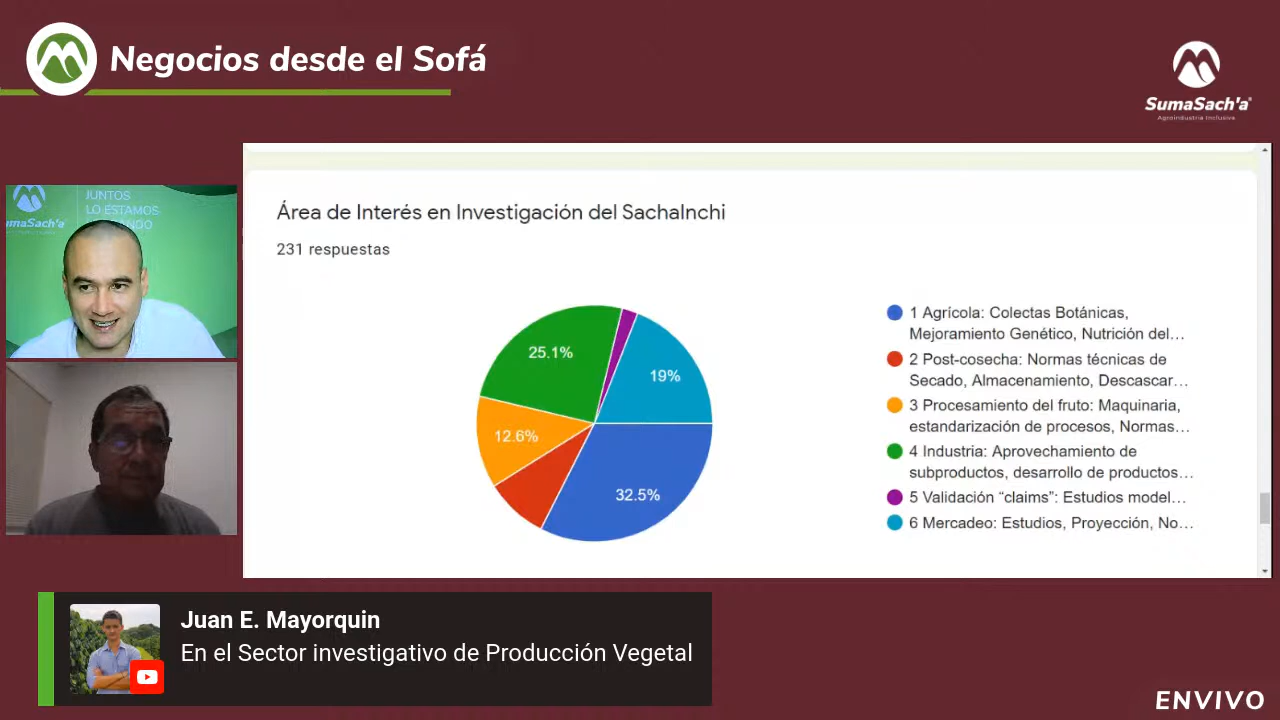 Negocios desde el Sofá
SumaSach'a
Agroindustria Inclusiva
JUNTOS
LO ESTAMOS
Área de Interés en Investigación del SachaInchi
231 respuestas
25.1%
19%
12.6%
32.5%
1 Agrícola: Colectas Botánicas,
Mejoramiento Genético, Nutrición del...
2 Post-cosecha: Normas técnicas de
Secado, Almacenamiento, Descascar...
3 Procesamiento del fruto: Maquinaria,
estandarización de procesos, Normas...
4 Industria: Aprovechamiento de
subproductos, desarrollo de productos...
5 Validación “claims”: Estudios model...
6 Mercadeo: Estudios, Proyección, No...
Juan E. Mayorquin
En el Sector investigativo de Producción Vegetal
ENVIVO